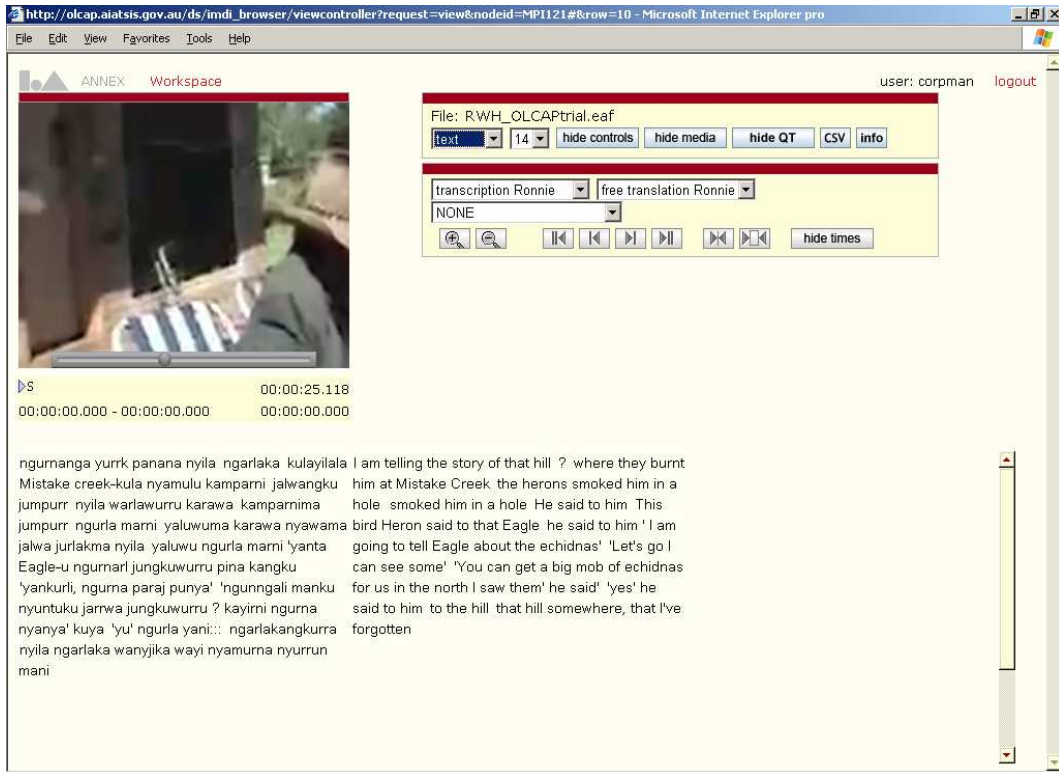 http://olcap.aiatsis.gov.au/ds/imdi_browser/viewcontroller?request=view&nodeid=MPI121#&row=10 - Microsoft Internet Explorer pro
File Edit View Favorites Tools Help
ANNEX Workspace
user: corpman logout
File: RWH_OLCAPtrial.eaf
text 14 hide controls hide media hide QT CSV info
transcription Ronnie free translation Ronnie
NONE
hide times
S 00:00:25.118
00:00:00.000 - 00:00:00.000 00:00:00.000
ngurnanga yurrk panana nyila ngarlaka kulayilala
Mistake creek-kula nyamulu kamparni jalwangku
jumpurr nyila warlawurru karawa kamparnima
jumpurr ngurla marni yaluwuma karawa nyawama
jalwa jurlakma nyila yaluwu ngurla marni 'yanta
Eagle-u ngurnarl jungkuwurru pina kangku
'yankurli, ngurna paraj punya' 'ngunngali manku
nyuntuku jarrwa jungkuwurru ? kayirni ngurna
nyanya' kuya 'yu' ngurla yani::: ngarlakangkurra
nyila ngarlaka wanyjika wayi nyamurna nyurrun
mani
I am telling the story of that hill ? where they burnt
him at Mistake Creek the herons smoked him in a
hole smoked him in a hole He said to him This
bird Heron said to that Eagle he said to him ' I am
going to tell Eagle about the echidnas' 'Let's go I
can see some' 'You can get a big mob of echidnas
for us in the north I saw them' he said' 'yes' he
said to him to the hill that hill somewhere, that I've
forgotten